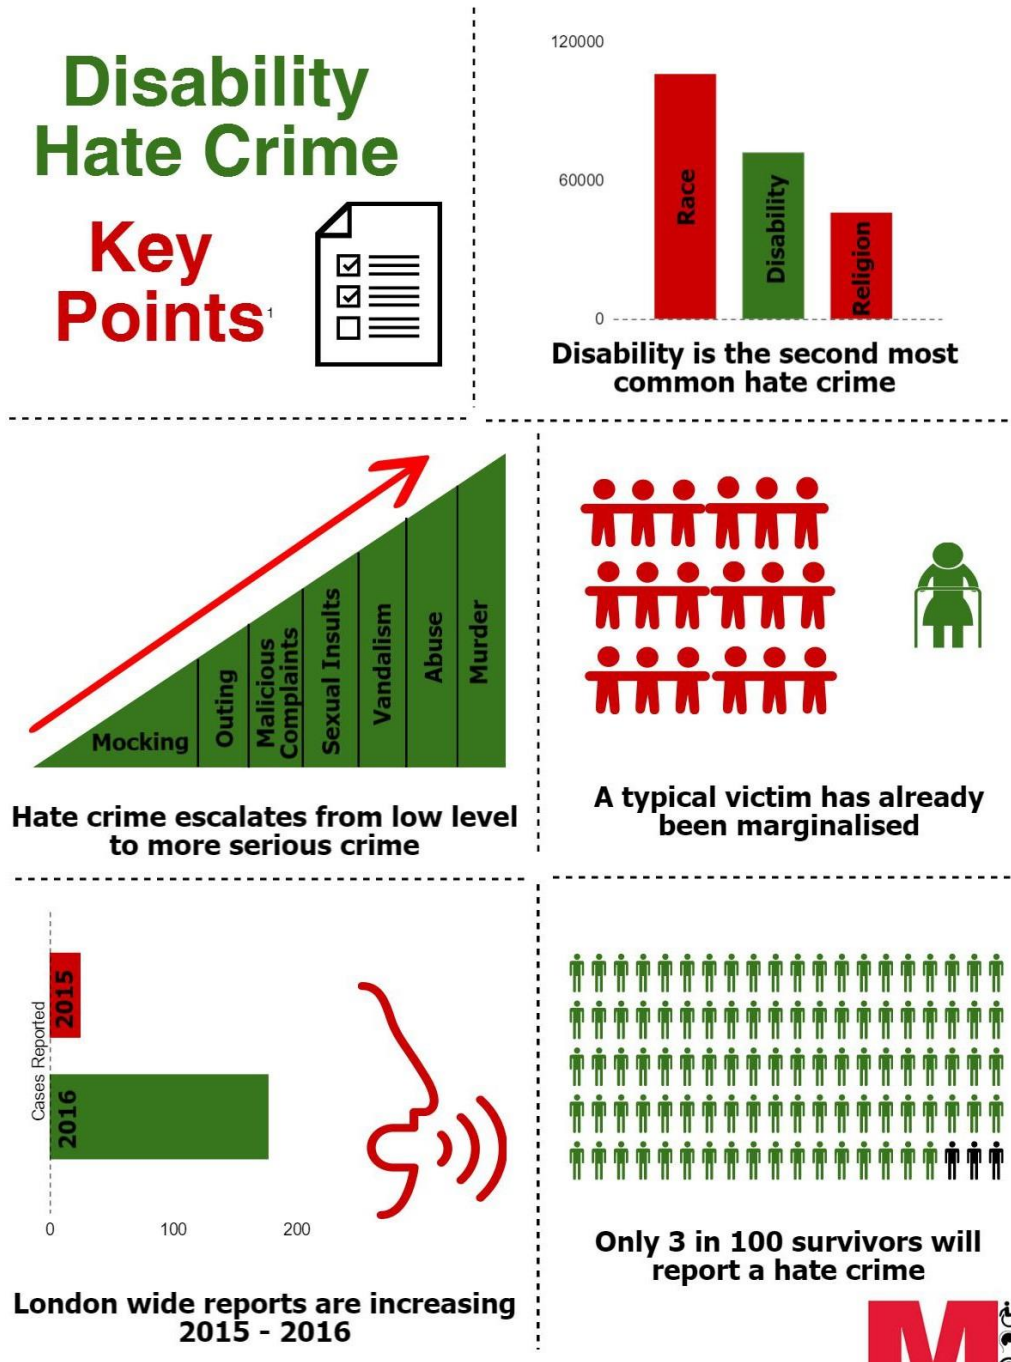 Disability
Hate Crime
Key
Points1
120000
60000
0
Race
Disability
Religion
Disability is the second most
common hate crime
Mocking
Outing
Malicious
Complaints
Sexual Insults
Vandalism
Abuse
Murder
Hate crime escalates from low level
to more serious crime
A typical victim has already
been marginalised
Cases Reported
2015
2016
0
100
200
London wide reports are increasing
2015 - 2016
Only 3 in 100 survivors will
report a hate crime
M